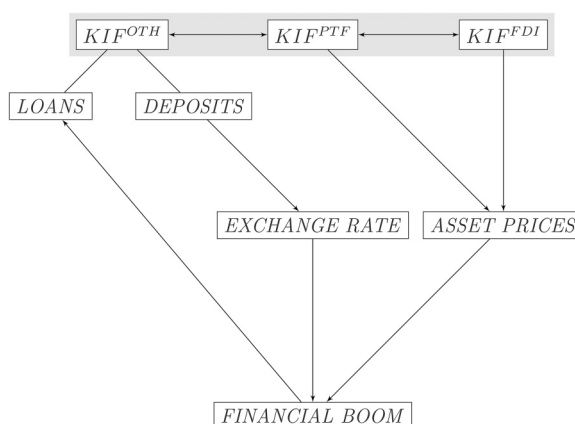 KIF^OTH KIF^PTF KIF^FDI
LOANS DEPOSITS
EXCHANGE RATE ASSET PRICES
FINANCIAL BOOM